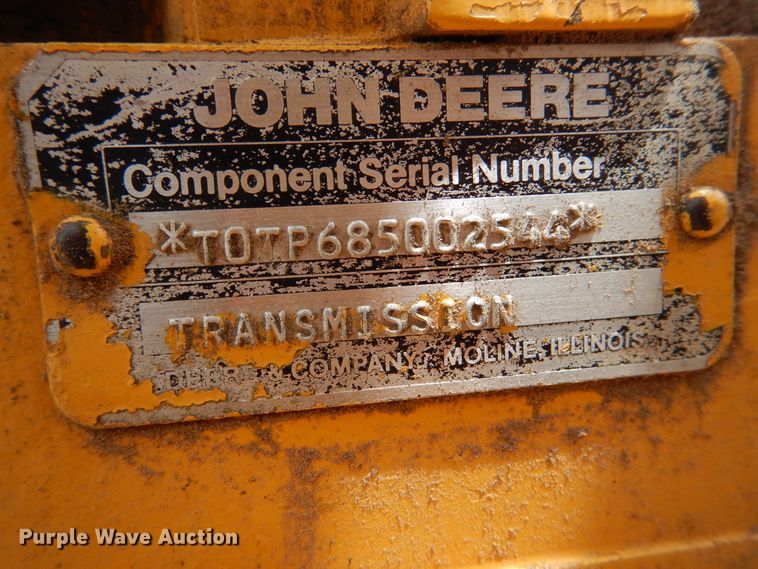 JOHN DEERE
Component Serial Number
*T0TP685002544*
TRANSMISSION
DEERE & COMPANY MOLINE, ILLINOIS
Purple Wave Auction